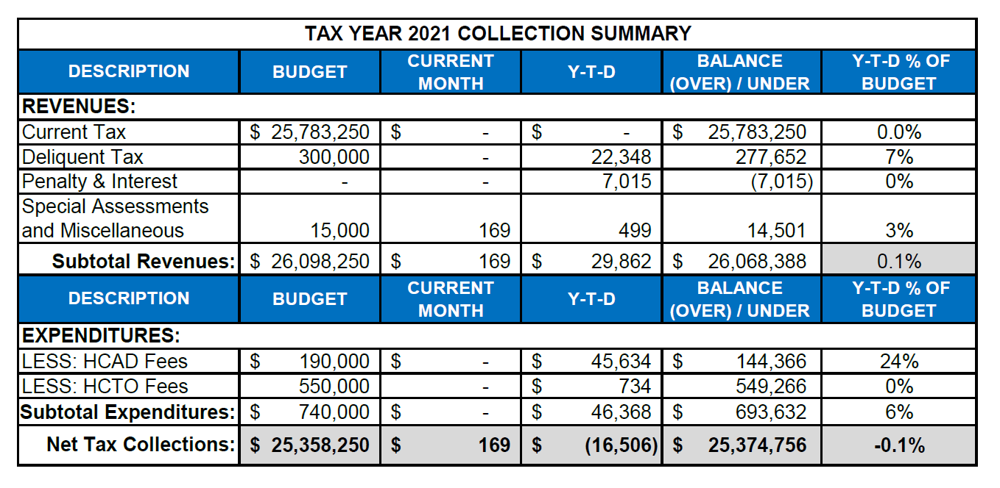 TAX YEAR 2021 COLLECTION SUMMARY
DESCRIPTION BUDGET CURRENT MONTH Y-T-D BALANCE (OVER) / UNDER Y-T-D % OF BUDGET
REVENUES:
Current Tax $ 25,783,250 $ - $ - $ 25,783,250 0.0%
Deliquent Tax 300,000 - 22,348 277,652 7%
Penalty & Interest - - 7,015 (7,015) 0%
Special Assessments
and Miscellaneous 15,000 169 499 14,501 3%
Subtotal Revenues: $ 26,098,250 $ 169 $ 29,862 $ 26,068,388 0.1%
DESCRIPTION BUDGET CURRENT MONTH Y-T-D BALANCE (OVER) / UNDER Y-T-D % OF BUDGET
EXPENDITURES:
LESS: HCAD Fees $ 190,000 $ - $ 45,634 $ 144,366 24%
LESS: HCTO Fees 550,000 - $ 734 549,266 0%
Subtotal Expenditures: $ 740,000 $ - $ 46,368 $ 693,632 6%
Net Tax Collections: $ 25,358,250 $ 169 $ (16,506) $ 25,374,756 -0.1%